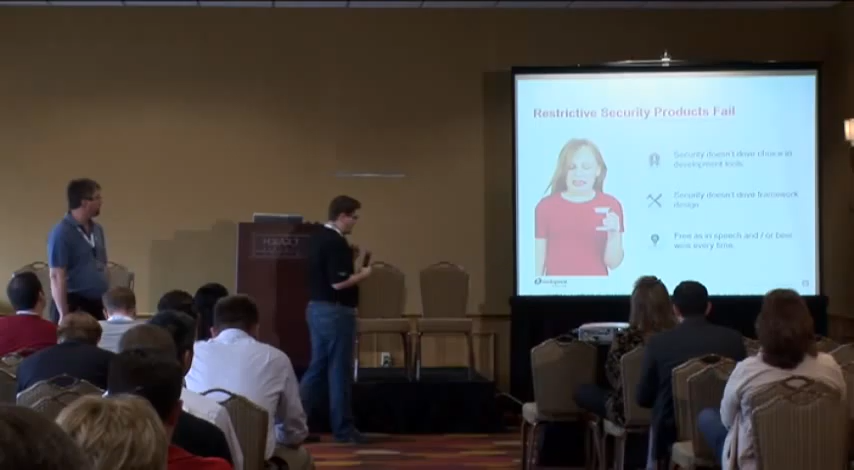 Restrictive Security Products Fail
Security doesn't drive choice in
development tools.
Security doesn't drive framework
design.
Free as in speech and / or beer
wins every time.